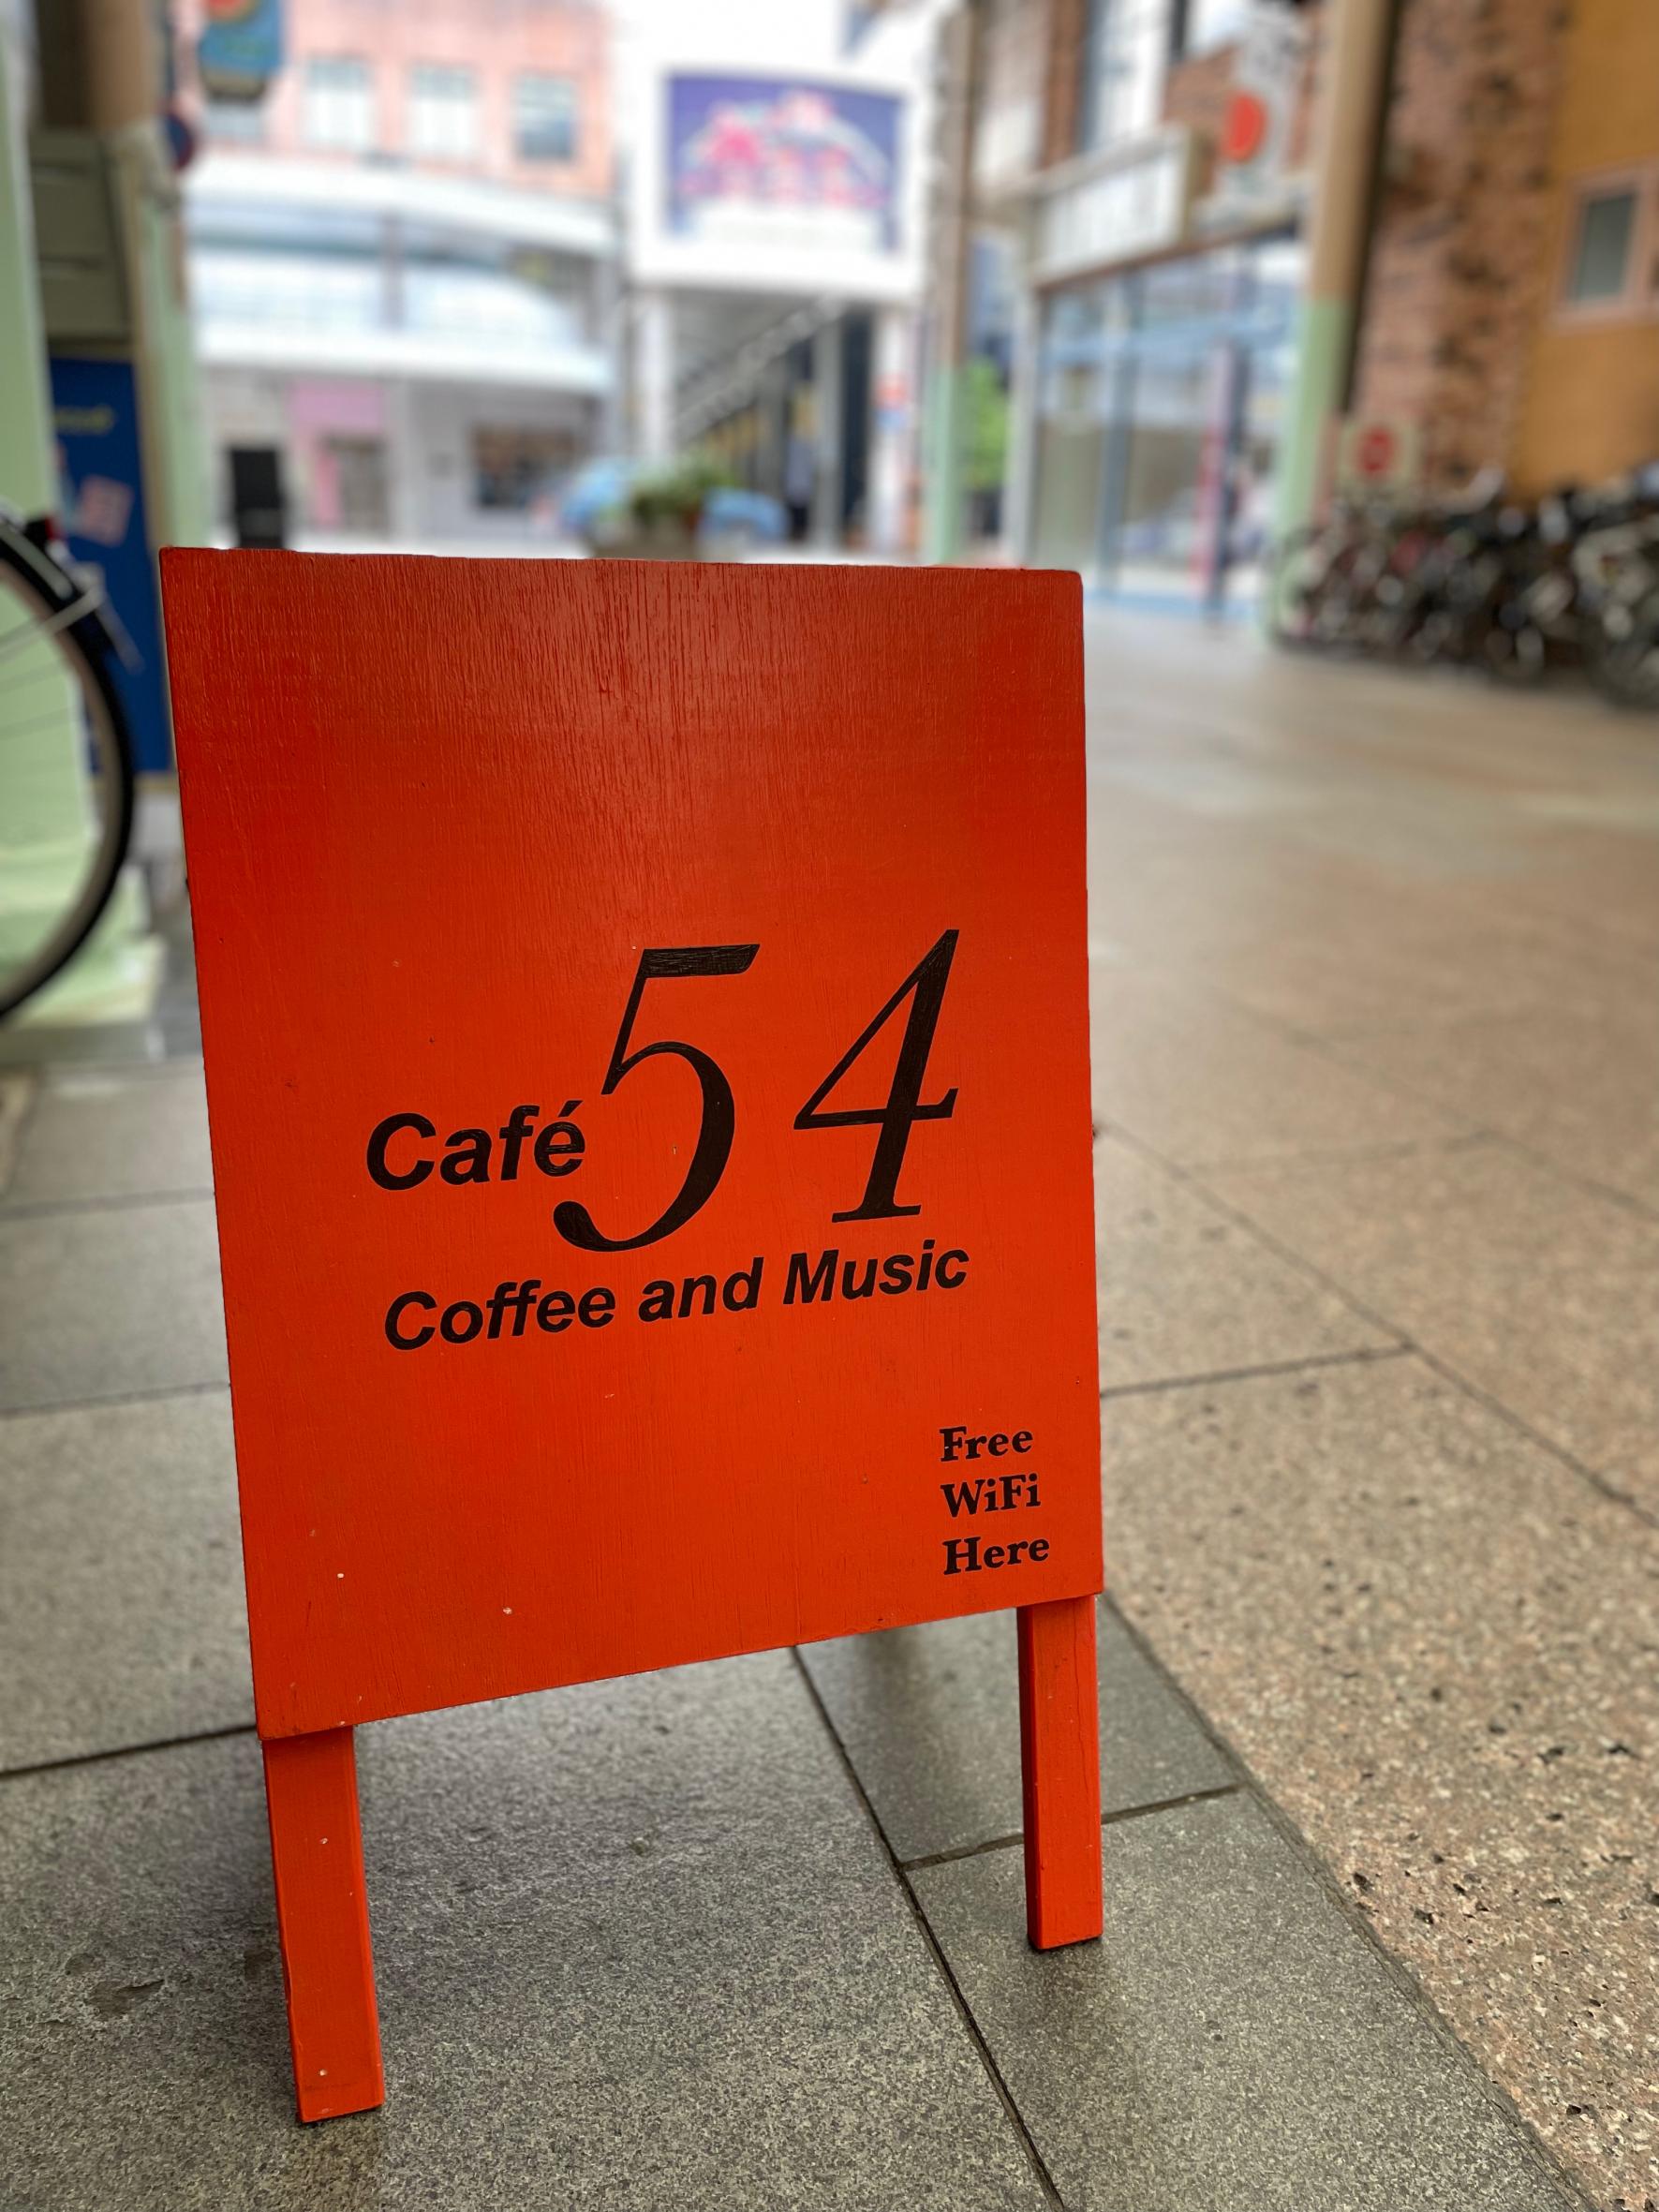 Café 54
Coffee and Music
Free
WiFi
Here